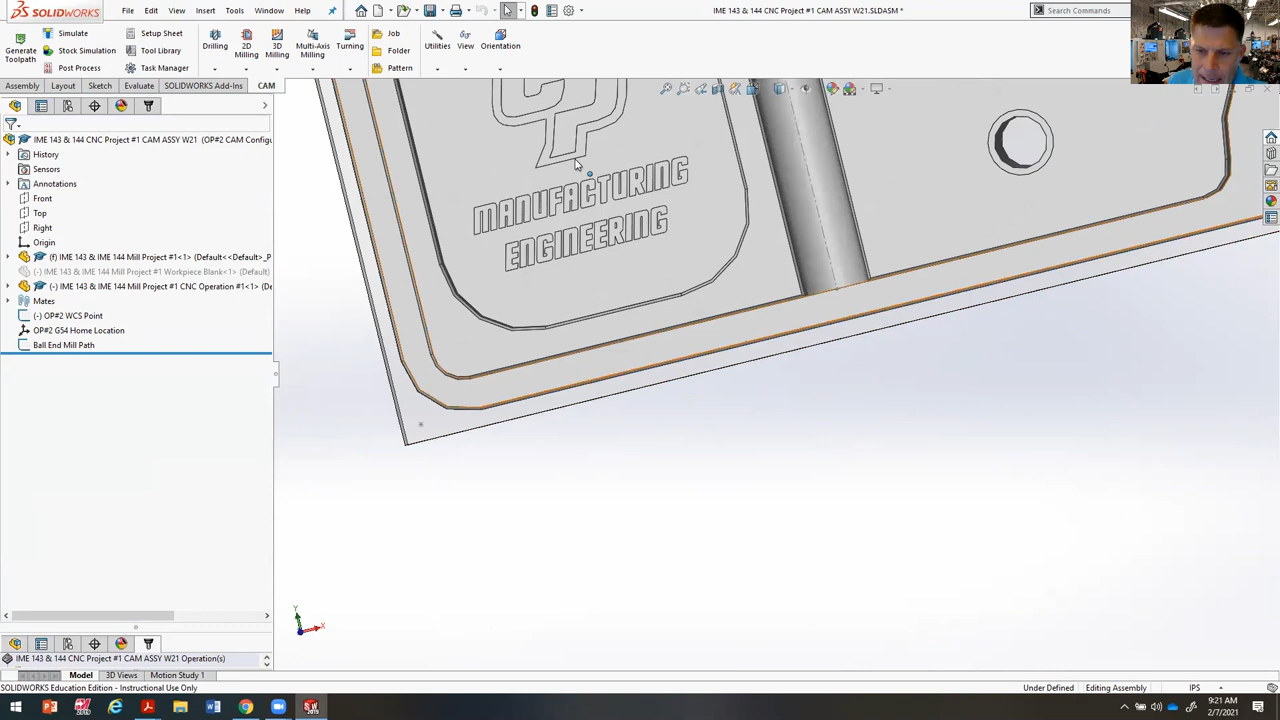 SOLIDWORKS
File Edit View Insert Tools Window Help
IME 143 & 144 CNC Project #1 CAM ASSY W21.SLDASM *
Search Commands
Generate Toolpath
Simulate
Stock Simulation
Post Process
Setup Sheet
Tool Library
Task Manager
Drilling
2D Milling
3D Milling
Multi-Axis Milling
Turning
Job
Folder
Pattern
Utilities
View
Orientation
Assembly Layout Sketch Evaluate SOLIDWORKS Add-Ins CAM
IME 143 & 144 CNC Project #1 CAM ASSY W21 (OP#2 CAM Configu
History
Sensors
Annotations
Front
Top
Right
Origin
(f) IME 143 & IME 144 Mill Project #1<1> (Default<<Default>_P
(-) IME 143 & IME 144 Mill Project #1 Workpiece Blank<1> (Default)
(-) IME 143 & IME 144 Mill Project #1 CNC Operation #1<1> (De
Mates
(-) OP#2 WCS Point
OP#2 G54 Home Location
Ball End Mill Path
MANUFACTURING
ENGINEERING
Y
X
IME 143 & 144 CNC Project #1 CAM ASSY W21 Operation(s)
Model 3D Views Motion Study 1
SOLIDWORKS Education Edition - Instructional Use Only
Under Defined
Editing Assembly
IPS
9:21 AM
2/7/2021